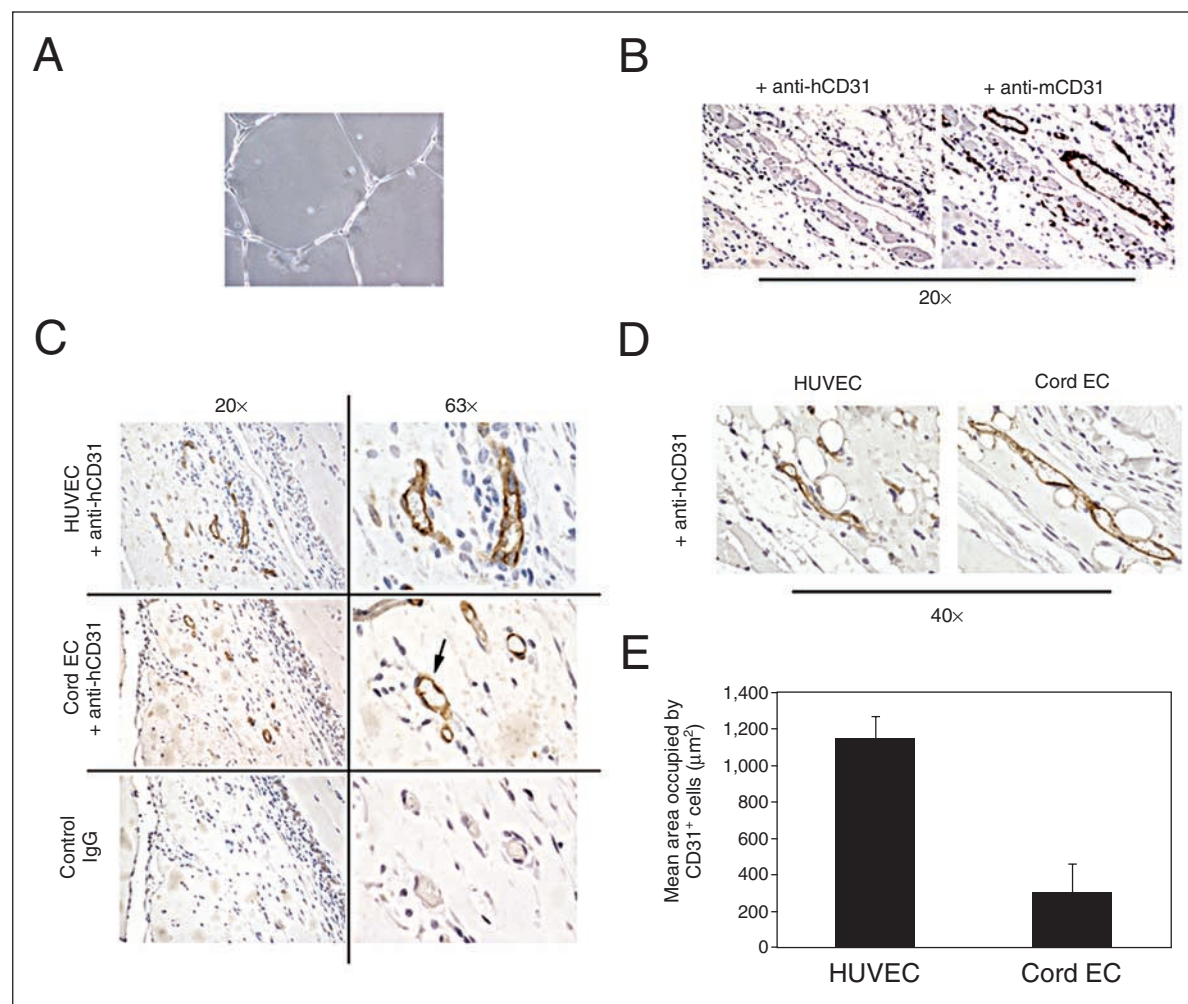 A
B
+ anti-hCD31
+ anti-mCD31
20×
C
20×
63×
HUVEC
+ anti-hCD31
Cord EC
+ anti-hCD31
Control
IgG
D
HUVEC
Cord EC
+ anti-hCD31
40×
E
Mean area occupied by
CD31⁺ cells (μm²)
1,400
1,200
1,000
800
600
400
200
0
HUVEC
Cord EC